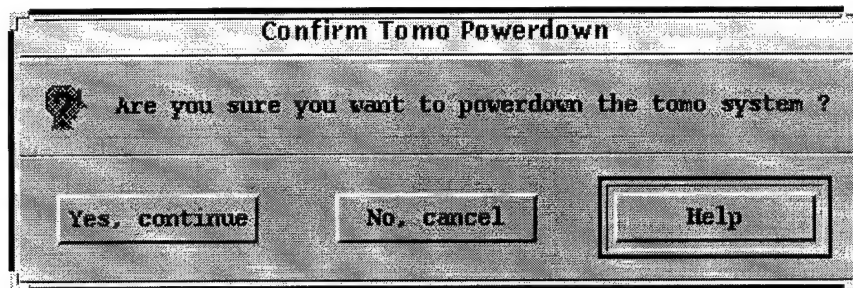 Confirm Tomo Powerdown
Are you sure you want to powerdown the tomo system ?
Yes, continue
No, cancel
Help